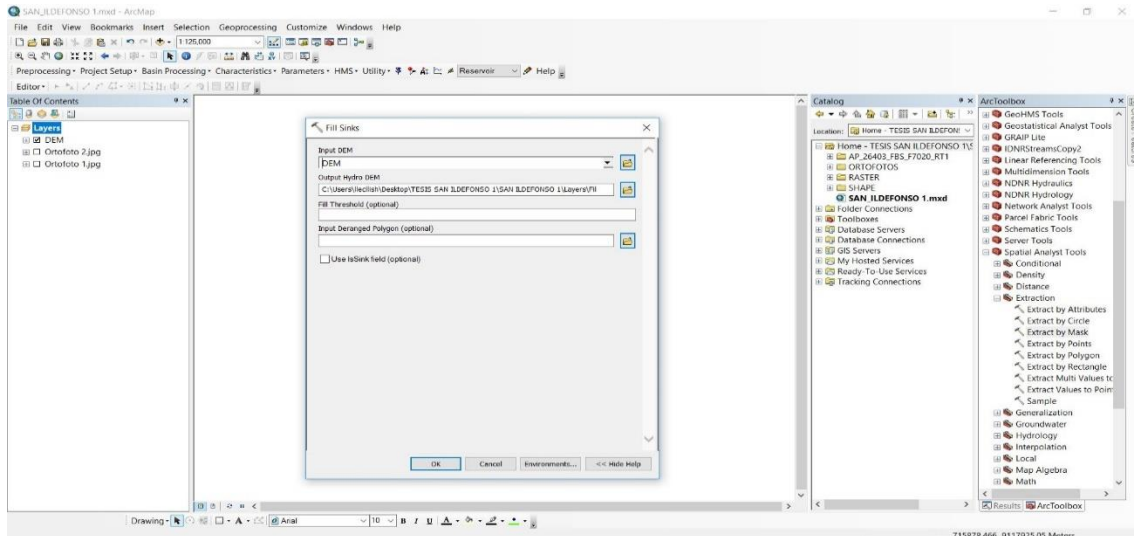 SAN_ILDEFONSO 1.mxd - ArcMap
File Edit View Bookmarks Insert Selection Geoprocessing Customize Windows Help
1:125,000
Preprocessing Project Setup Basin Processing Characteristics Parameters HMS Utility Reservoir Help
Editor
Table Of Contents
Layers
DEM
Ortofoto 2.jpg
Ortofoto 1.jpg
Fill Sinks
Input DEM
DEM
Output Hydro DEM
C:\Users\leclish\Desktop\TESIS SAN ILDEFONSO 1\SAN ILDEFONSO 1\Layers\Fil
Fill Threshold (optional)
Input Deranged Polygon (optional)
Use IsSink field (optional)
OK Cancel Environments... << Hide Help
Catalog
Location: Home - TESIS SAN ILDEFON
Home - TESIS SAN ILDEFONSO 1\S
AP_26403_FBS_F7020_RT1
ORTOFOTOS
RASTER
SHAPE
SAN_ILDEFONSO 1.mxd
Folder Connections
Toolboxes
Database Servers
Database Connections
GIS Servers
My Hosted Services
Ready-To-Use Services
Tracking Connections
ArcToolbox
GeoHMS Tools
Geostatistical Analyst Tools
GRAIP Lite
IDNRStreamsCopy2
Linear Referencing Tools
Multidimension Tools
NDNR Hydraulics
NDNR Hydrology
Network Analyst Tools
Parcel Fabric Tools
Schematics Tools
Server Tools
Spatial Analyst Tools
Conditional
Density
Distance
Extraction
Extract by Attributes
Extract by Circle
Extract by Mask
Extract by Points
Extract by Polygon
Extract by Rectangle
Extract Multi Values to
Extract Values to Poin
Sample
Generalization
Groundwater
Hydrology
Interpolation
Local
Map Algebra
Math
Results ArcToolbox
Drawing A Arial 10 B I U A
715878.466 9117925.05 Meters